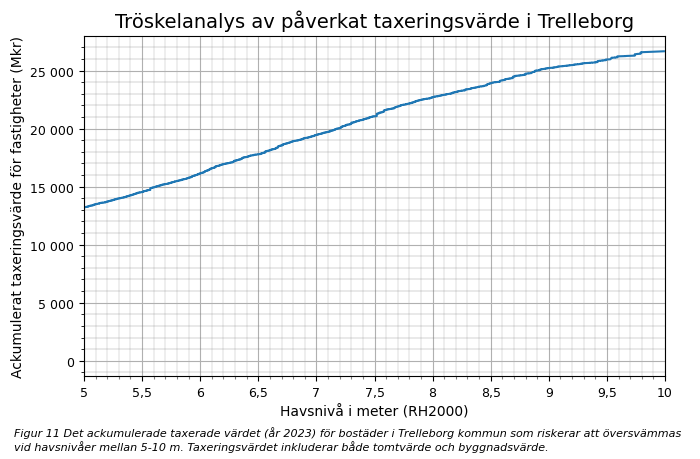 Tröskelanalys av påverkat taxeringsvärde i Trelleborg
Ackumulerat taxeringsvärde för fastigheter (Mkr)
25 000
20 000
15 000
10 000
5 000
0
5 5,5 6 6,5 7 7,5 8 8,5 9 9,5 10
Havsnivå i meter (RH2000)
Figur 11 Det ackumulerade taxerade värdet (år 2023) för bostäder i Trelleborg kommun som riskerar att översvämmas
vid havsnivåer mellan 5-10 m. Taxeringsvärdet inkluderar både tomtvärde och byggnadsvärde.